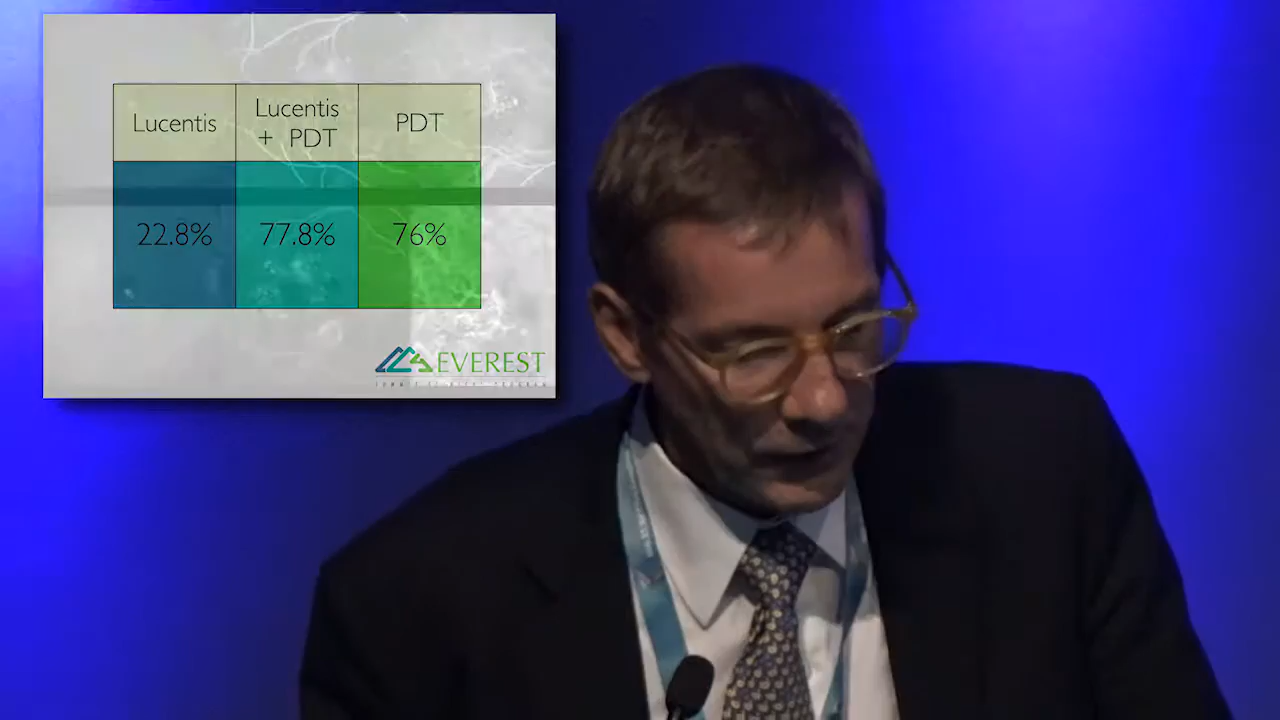 Lucentis
Lucentis
+ PDT
PDT
22.8%
77.8%
76%
EVEREST